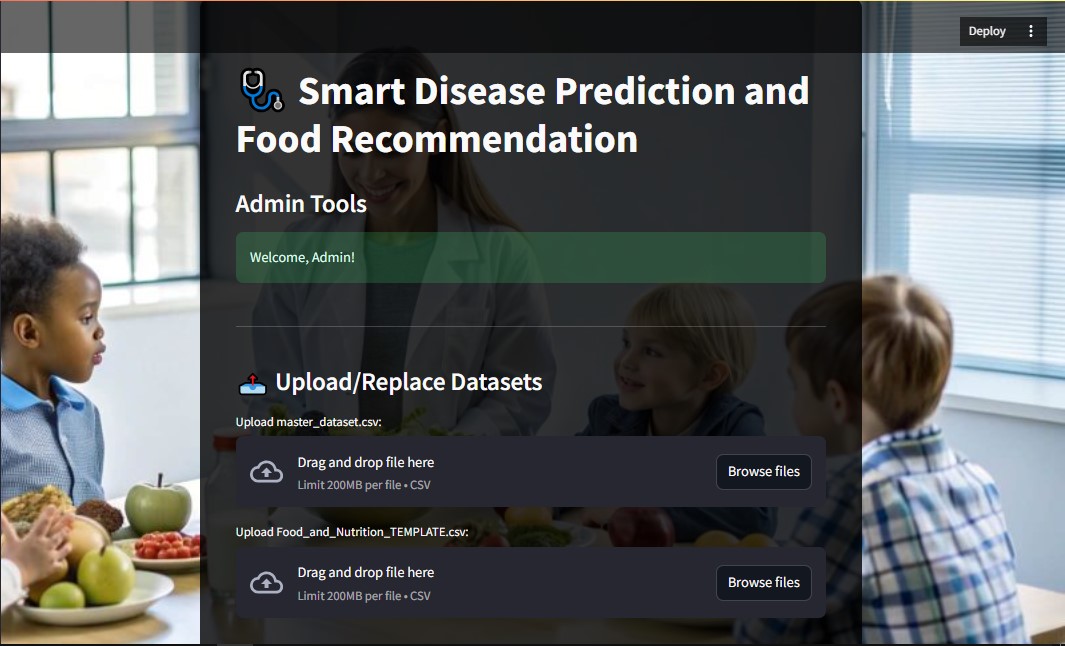 Deploy
Smart Disease Prediction and
Food Recommendation
Admin Tools
Welcome, Admin!
Upload/Replace Datasets
Upload master_dataset.csv:
Drag and drop file here
Limit 200MB per file • CSV
Browse files
Upload Food_and_Nutrition_TEMPLATE.csv:
Drag and drop file here
Limit 200MB per file • CSV
Browse files